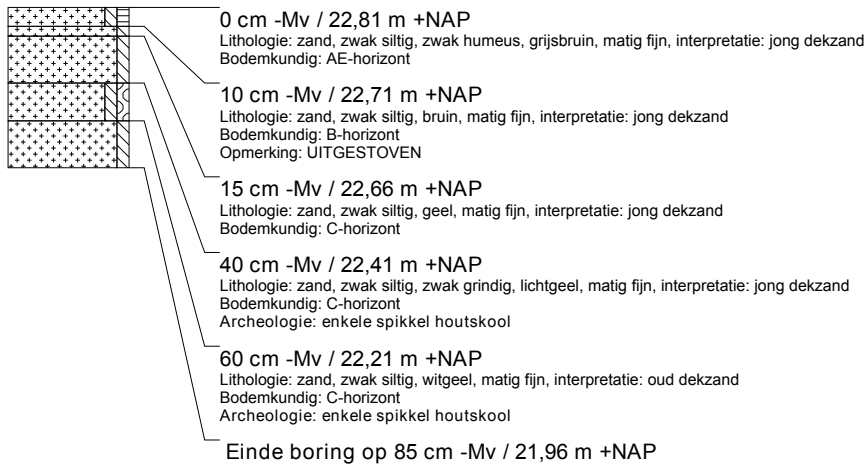 0 cm -Mv / 22,81 m +NAP
Lithologie: zand, zwak siltig, zwak humeus, grijsbruin, matig fijn, interpretatie: jong dekzand
Bodemkundig: AE-horizont
10 cm -Mv / 22,71 m +NAP
Lithologie: zand, zwak siltig, bruin, matig fijn, interpretatie: jong dekzand
Bodemkundig: B-horizont
Opmerking: UITGESTOVEN
15 cm -Mv / 22,66 m +NAP
Lithologie: zand, zwak siltig, geel, matig fijn, interpretatie: jong dekzand
Bodemkundig: C-horizont
40 cm -Mv / 22,41 m +NAP
Lithologie: zand, zwak siltig, zwak grindig, lichtgeel, matig fijn, interpretatie: jong dekzand
Bodemkundig: C-horizont
Archeologie: enkele spikkel houtskool
60 cm -Mv / 22,21 m +NAP
Lithologie: zand, zwak siltig, witgeel, matig fijn, interpretatie: oud dekzand
Bodemkundig: C-horizont
Archeologie: enkele spikkel houtskool
Einde boring op 85 cm -Mv / 21,96 m +NAP